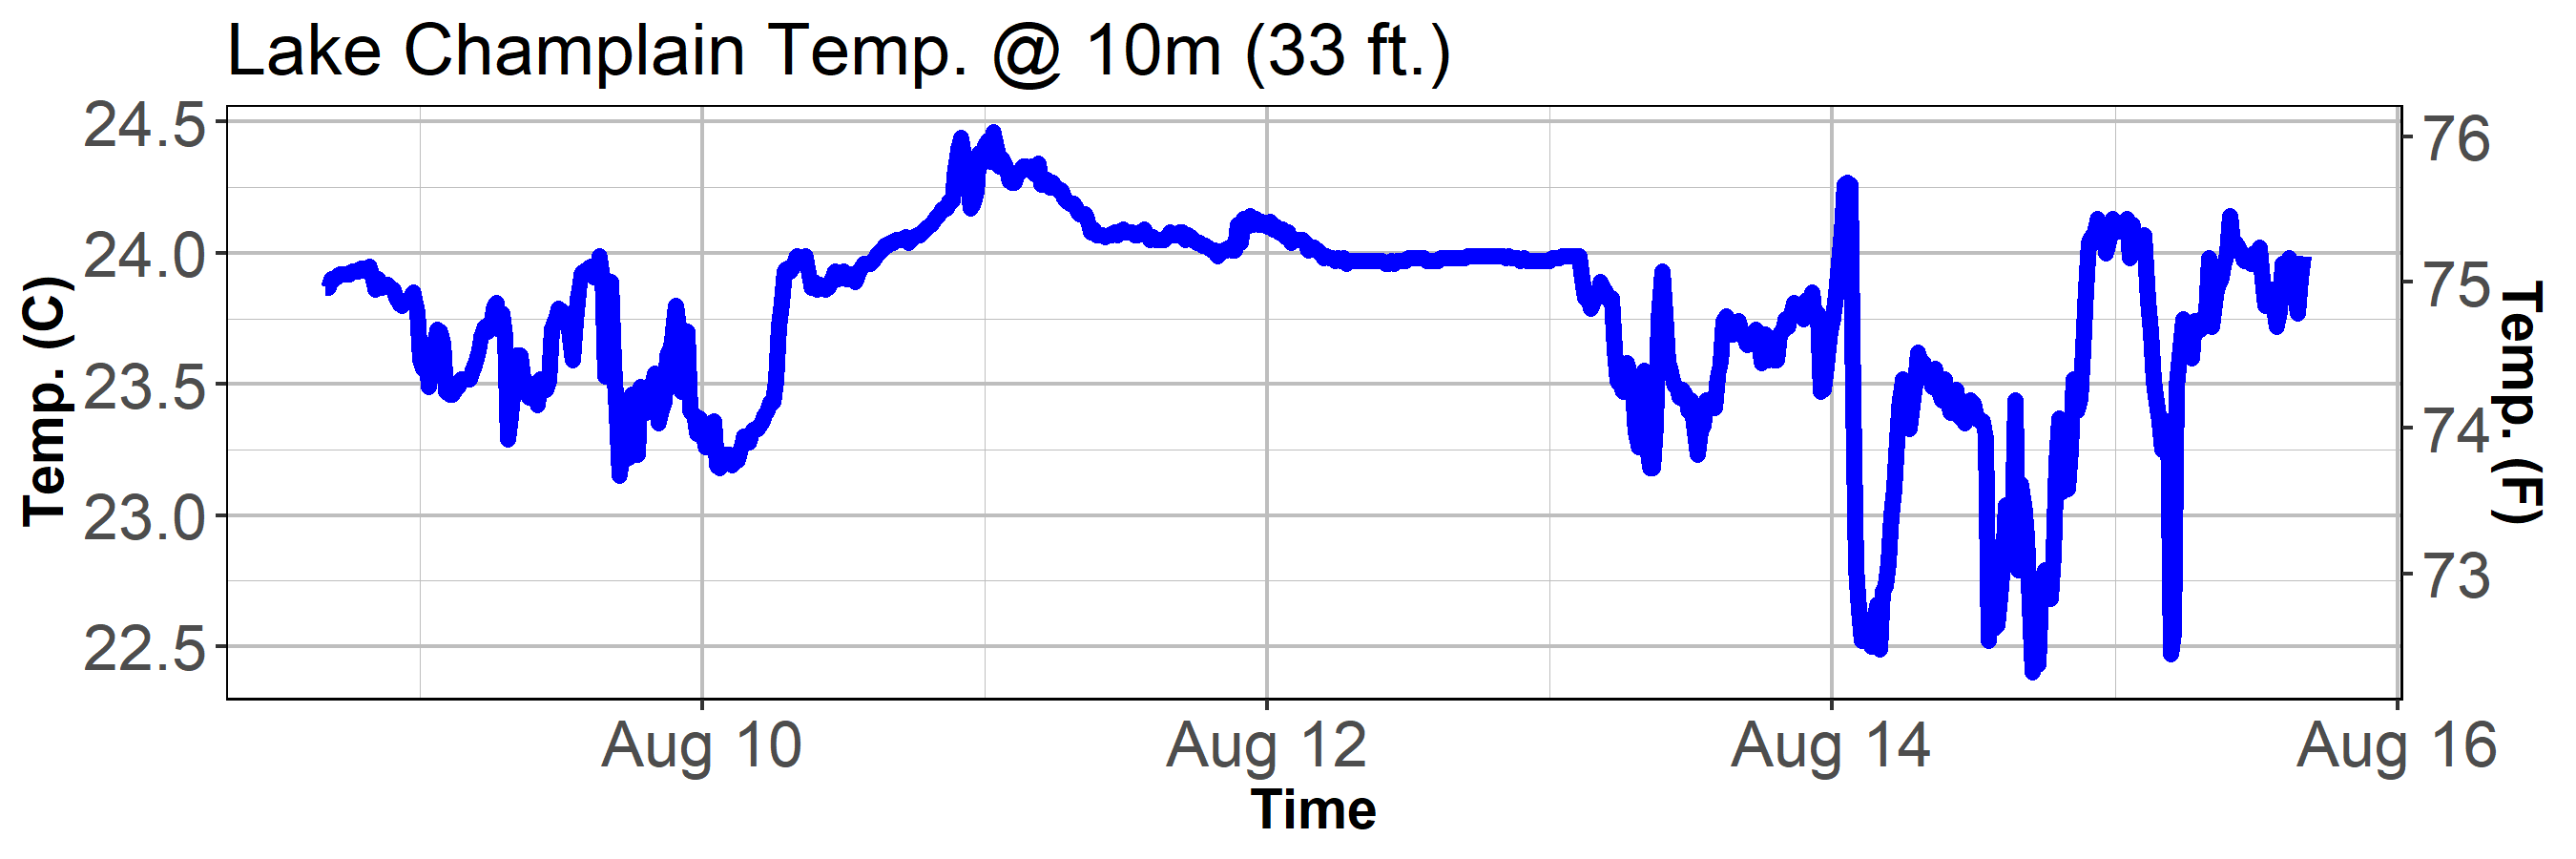 Lake Champlain Temp. @ 10m (33 ft.)
Temp. (C)
24.5
24.0
23.5
23.0
22.5
76
75
74
73
Temp. (F)
Aug 10
Aug 12
Aug 14
Aug 16
Time